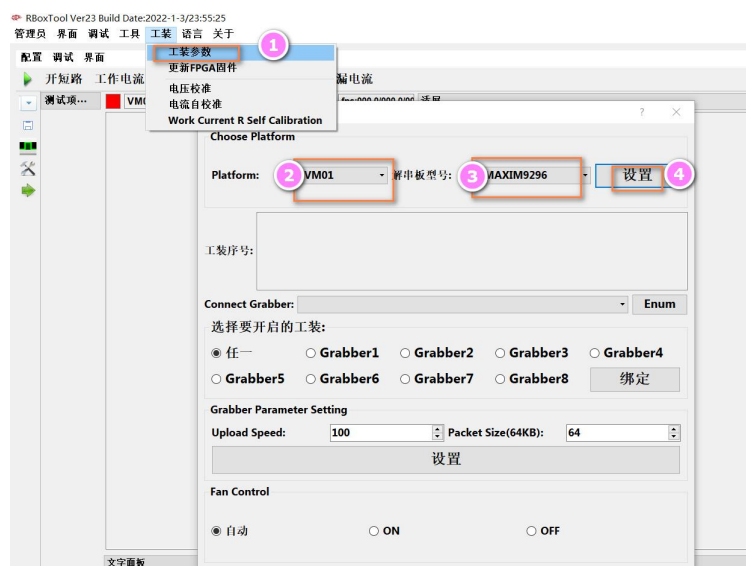 RBoxTool Ver23 Build Date:2022-1-3/23:55:25
管理员 界面 调试 工具 工装 语言 关于
1
配置 调试 界面
工装参数
更新FPGA固件
开短路 工作电流 漏电流
电压校准
测试项… VM0
电流自校准
Work Current R Self Calibration
? ×
Choose Platform
Platform: 2 VM01 解串板型号: 3 MAXIM9296 设置 4
工装序号:
Connect Grabber: Enum
选择要开启的工装:
任一 Grabber1 Grabber2 Grabber3 Grabber4
Grabber5 Grabber6 Grabber7 Grabber8 绑定
Grabber Parameter Setting
Upload Speed: 100 Packet Size(64KB): 64
设置
Fan Control
自动 ON OFF
文字面板